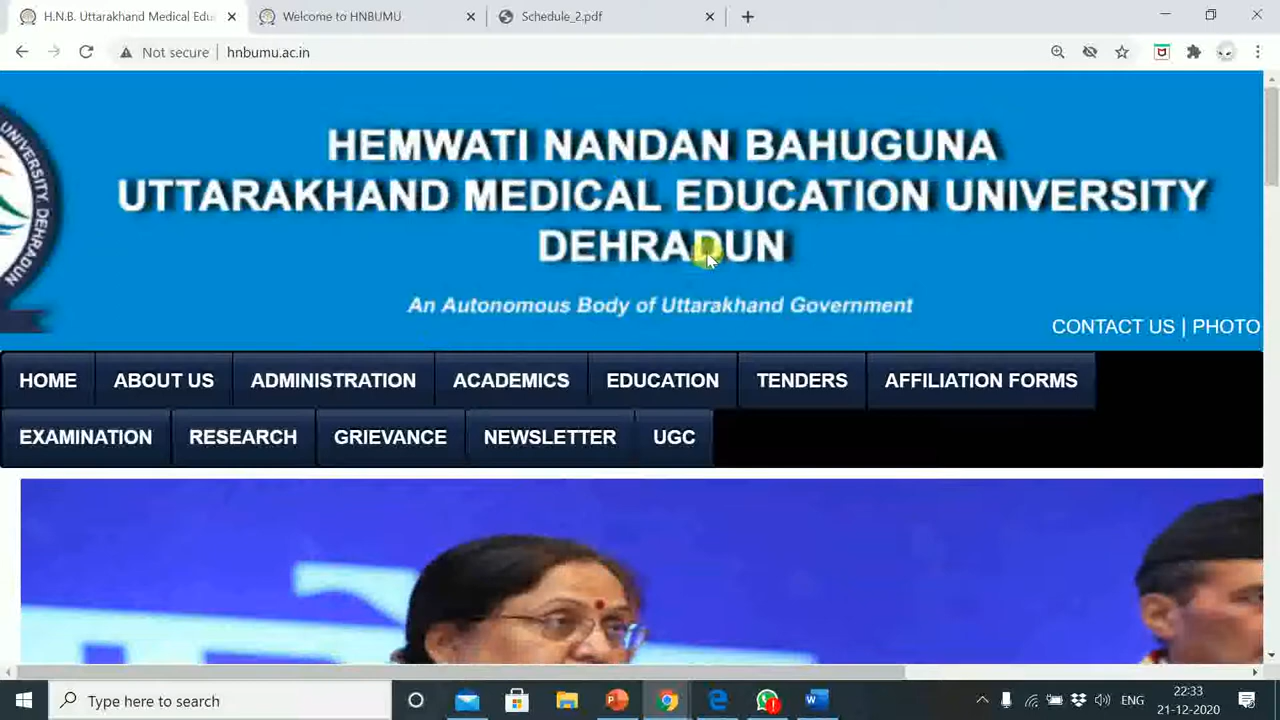 H.N.B. Uttarakhand Medical Edu
Welcome to HNBUMU
Schedule_2.pdf
Not secure
hnbumu.ac.in
UNIVERSITY, DEHRADUN
HEMWATI NANDAN BAHUGUNA
UTTARAKHAND MEDICAL EDUCATION UNIVERSITY
DEHRADUN
An Autonomous Body of Uttarakhand Government
CONTACT US | PHOTO
HOME ABOUT US ADMINISTRATION ACADEMICS EDUCATION TENDERS AFFILIATION FORMS
EXAMINATION RESEARCH GRIEVANCE NEWSLETTER UGC
Type here to search
ENG
22:33
21-12-2020